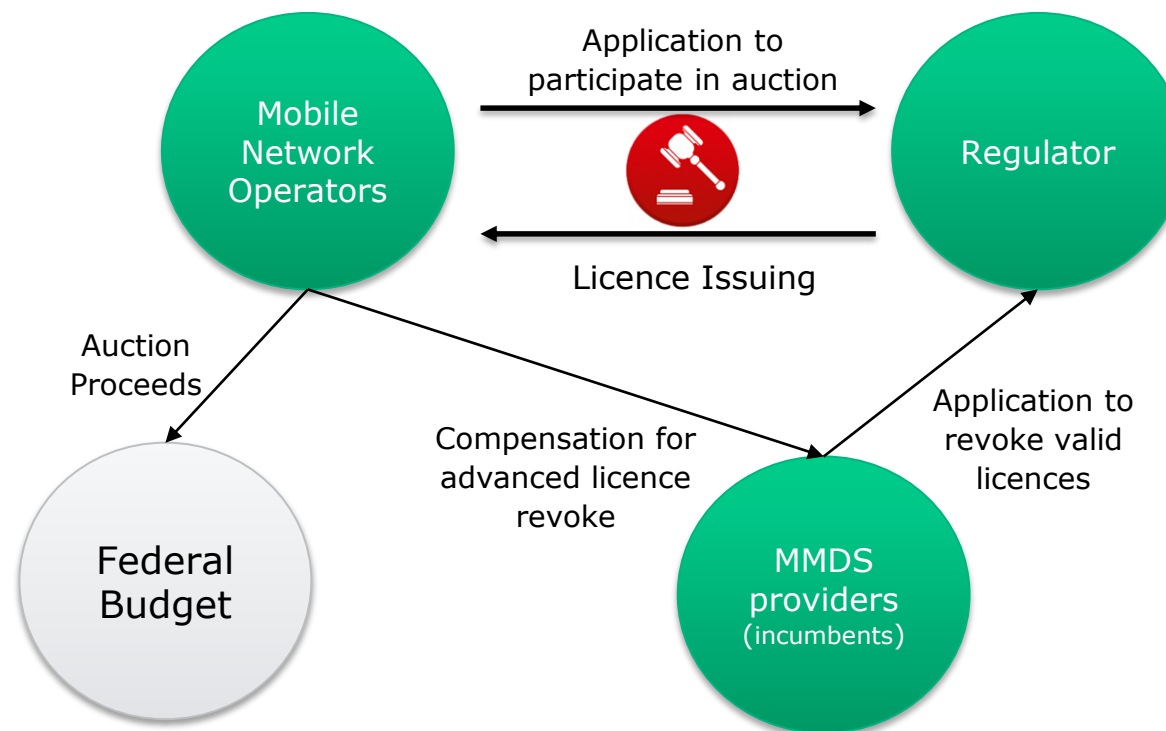 Application to
participate in auction
Mobile
Network
Operators
Regulator
Licence Issuing
Auction
Proceeds
Compensation for
advanced licence
revoke
Application to
revoke valid
licences
Federal
Budget
MMDS
providers
(incumbents)